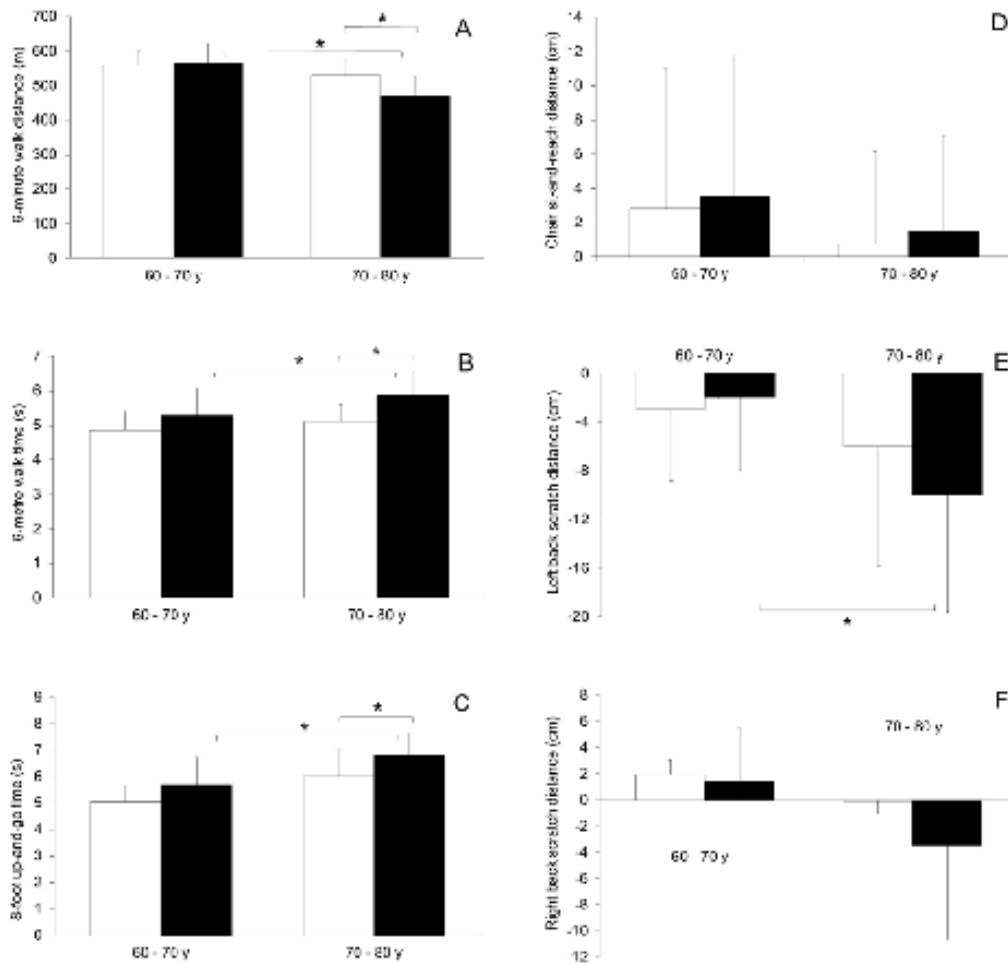 A
6-minute walk distance (m)
700
600
500
400
300
200
100
0
*
*
60 - 70 y
70 - 80 y
D
Chair sit-and-reach distance (cm)
14
12
10
8
6
4
2
0
60 - 70 y
70 - 80 y
B
6-metre walk time (s)
7
6
5
4
3
2
1
0
*
*
60 - 70 y
70 - 80 y
E
Left back scratch distance (cm)
60 - 70 y
70 - 80 y
-0
-4
-8
-12
-16
-20
*
C
8-foot up-and-go time (s)
9
8
7
6
5
4
3
2
1
0
*
*
60 - 70 y
70 - 80 y
F
Right back scratch distance (cm)
8
6
4
2
0
-2
-4
-6
-8
-10
12
70 - 80 y
60 - 70 y